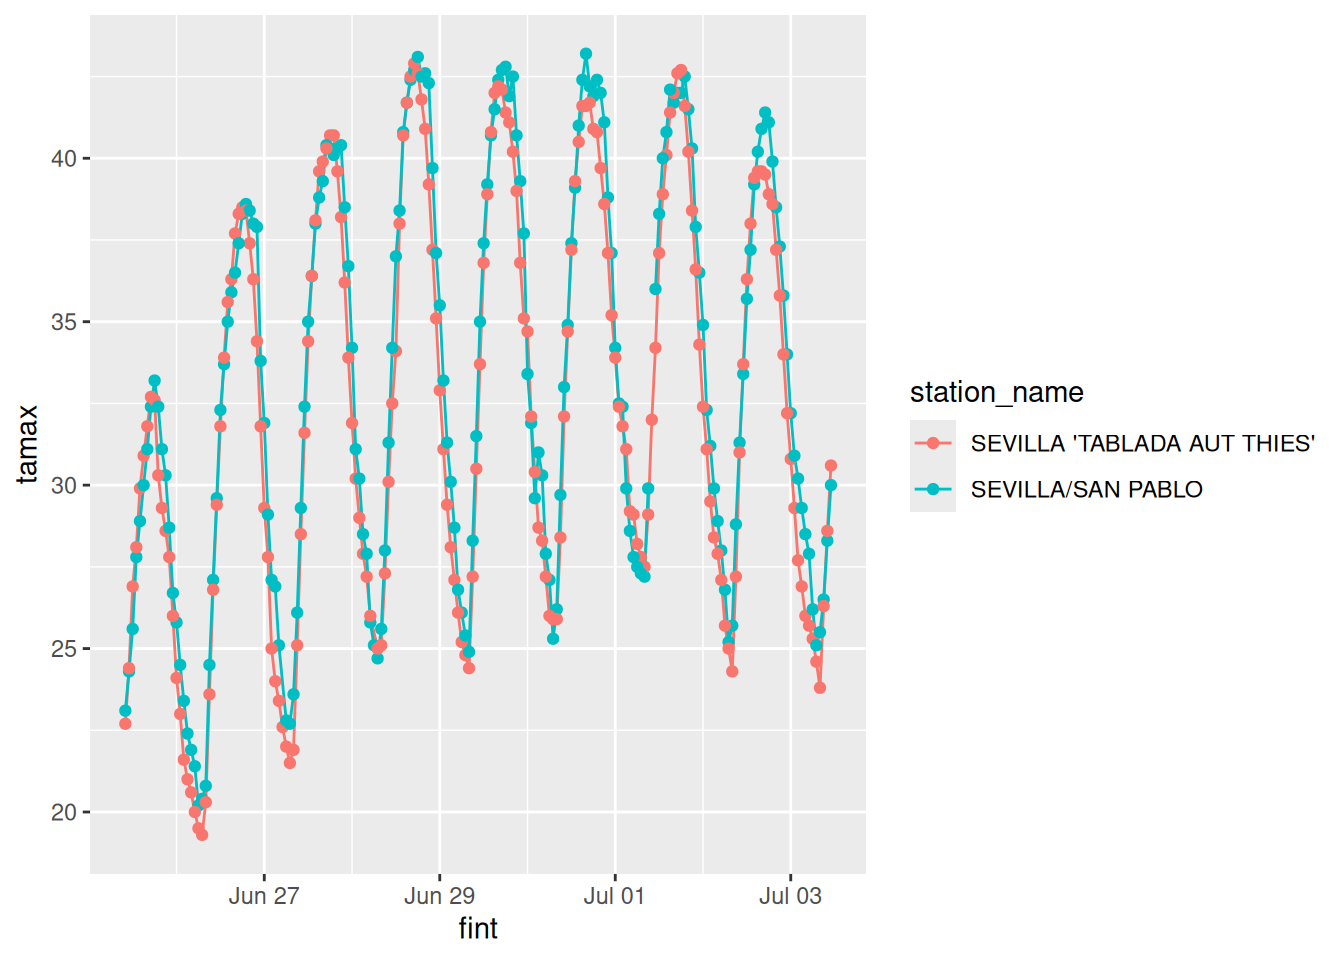 tamax
40
35
30
25
20
Jun 27
Jun 29
Jul 01
Jul 03
fint
station_name
SEVILLA 'TABLADA AUT THIES'
SEVILLA/SAN PABLO